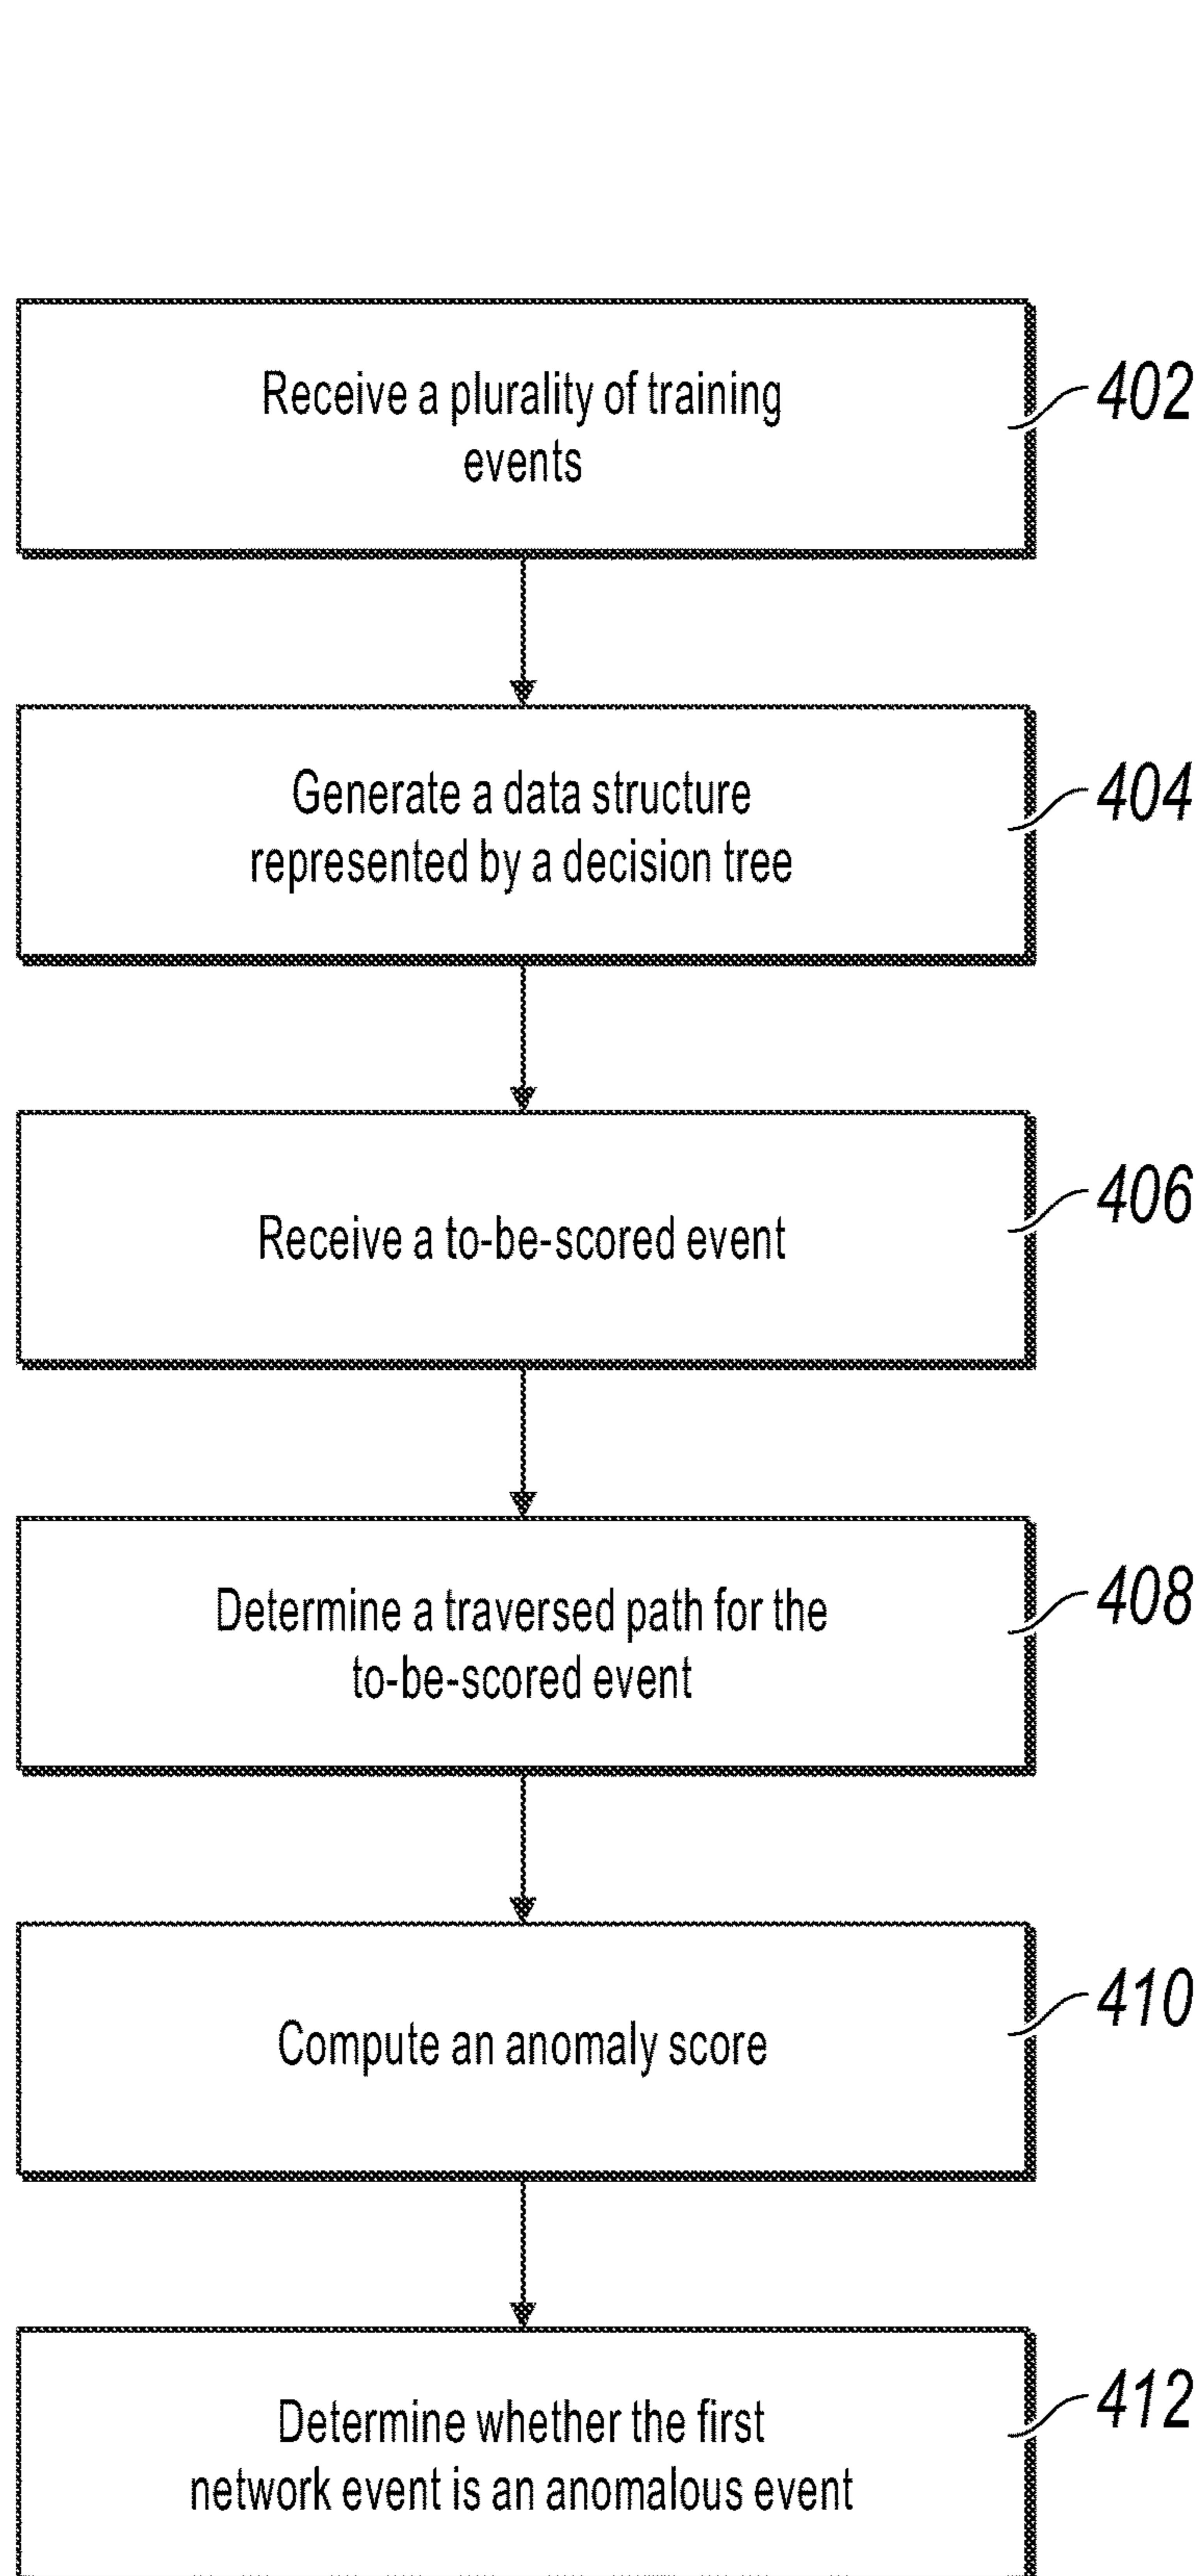 Receive a plurality of training
events
402
Generate a data structure
represented by a decision tree
404
Receive a to-be-scored event
406
Determine a traversed path for the
to-be-scored event
408
Compute an anomaly score
410
Determine whether the first
network event is an anomalous event
412